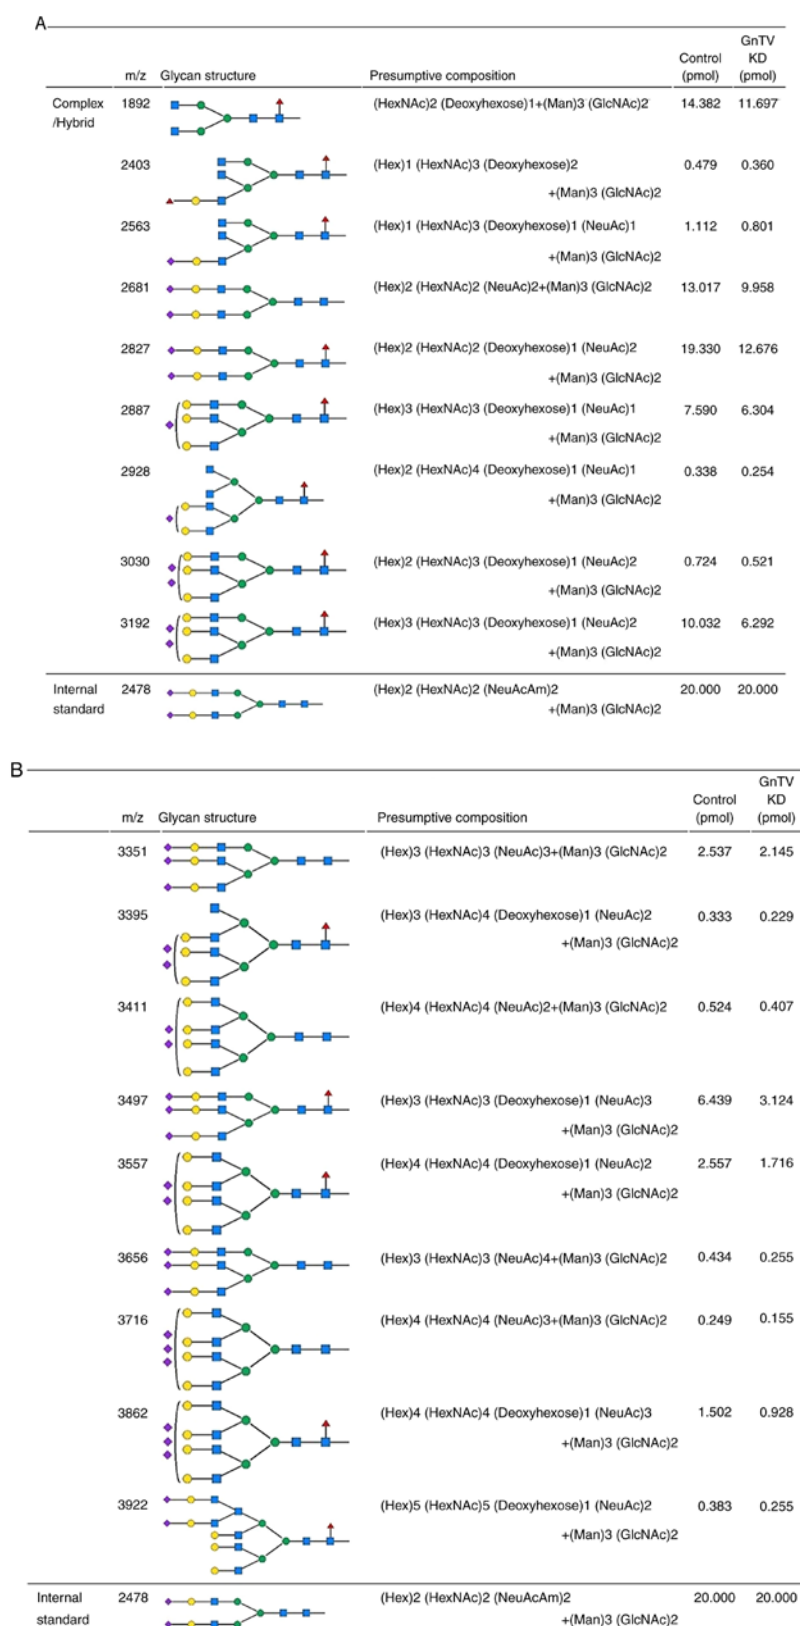 A
GnTV
Control KD
m/z Glycan structure Presumptive composition (pmol) (pmol)
Complex 1892 (HexNAc)2 (Deoxyhexose)1+(Man)3 (GlcNAc)2 14.382 11.697
/Hybrid
2403 (Hex)1 (HexNAc)3 (Deoxyhexose)2 0.479 0.360
+(Man)3 (GlcNAc)2
2563 (Hex)1 (HexNAc)3 (Deoxyhexose)1 (NeuAc)1 1.112 0.801
+(Man)3 (GlcNAc)2
2681 (Hex)2 (HexNAc)2 (NeuAc)2+(Man)3 (GlcNAc)2 13.017 9.958
2827 (Hex)2 (HexNAc)2 (Deoxyhexose)1 (NeuAc)2 19.330 12.676
+(Man)3 (GlcNAc)2
2887 (Hex)3 (HexNAc)3 (Deoxyhexose)1 (NeuAc)1 7.590 6.304
+(Man)3 (GlcNAc)2
2928 (Hex)2 (HexNAc)4 (Deoxyhexose)1 (NeuAc)1 0.338 0.254
+(Man)3 (GlcNAc)2
3030 (Hex)2 (HexNAc)3 (Deoxyhexose)1 (NeuAc)2 0.724 0.521
+(Man)3 (GlcNAc)2
3192 (Hex)3 (HexNAc)3 (Deoxyhexose)1 (NeuAc)2 10.032 6.292
+(Man)3 (GlcNAc)2
Internal 2478 (Hex)2 (HexNAc)2 (NeuAcAm)2 20.000 20.000
standard +(Man)3 (GlcNAc)2
B
GnTV
Control KD
m/z Glycan structure Presumptive composition (pmol) (pmol)
3351 (Hex)3 (HexNAc)3 (NeuAc)3+(Man)3 (GlcNAc)2 2.537 2.145
3395 (Hex)3 (HexNAc)4 (Deoxyhexose)1 (NeuAc)2 0.333 0.229
+(Man)3 (GlcNAc)2
3411 (Hex)4 (HexNAc)4 (NeuAc)2+(Man)3 (GlcNAc)2 0.524 0.407
3497 (Hex)3 (HexNAc)3 (Deoxyhexose)1 (NeuAc)3 6.439 3.124
+(Man)3 (GlcNAc)2
3557 (Hex)4 (HexNAc)4 (Deoxyhexose)1 (NeuAc)2 2.557 1.716
+(Man)3 (GlcNAc)2
3656 (Hex)3 (HexNAc)3 (NeuAc)4+(Man)3 (GlcNAc)2 0.434 0.255
3716 (Hex)4 (HexNAc)4 (NeuAc)3+(Man)3 (GlcNAc)2 0.249 0.155
3862 (Hex)4 (HexNAc)4 (Deoxyhexose)1 (NeuAc)3 1.502 0.928
+(Man)3 (GlcNAc)2
3922 (Hex)5 (HexNAc)5 (Deoxyhexose)1 (NeuAc)2 0.383 0.255
+(Man)3 (GlcNAc)2
Internal 2478 (Hex)2 (HexNAc)2 (NeuAcAm)2 20.000 20.000
standard +(Man)3 (GlcNAc)2